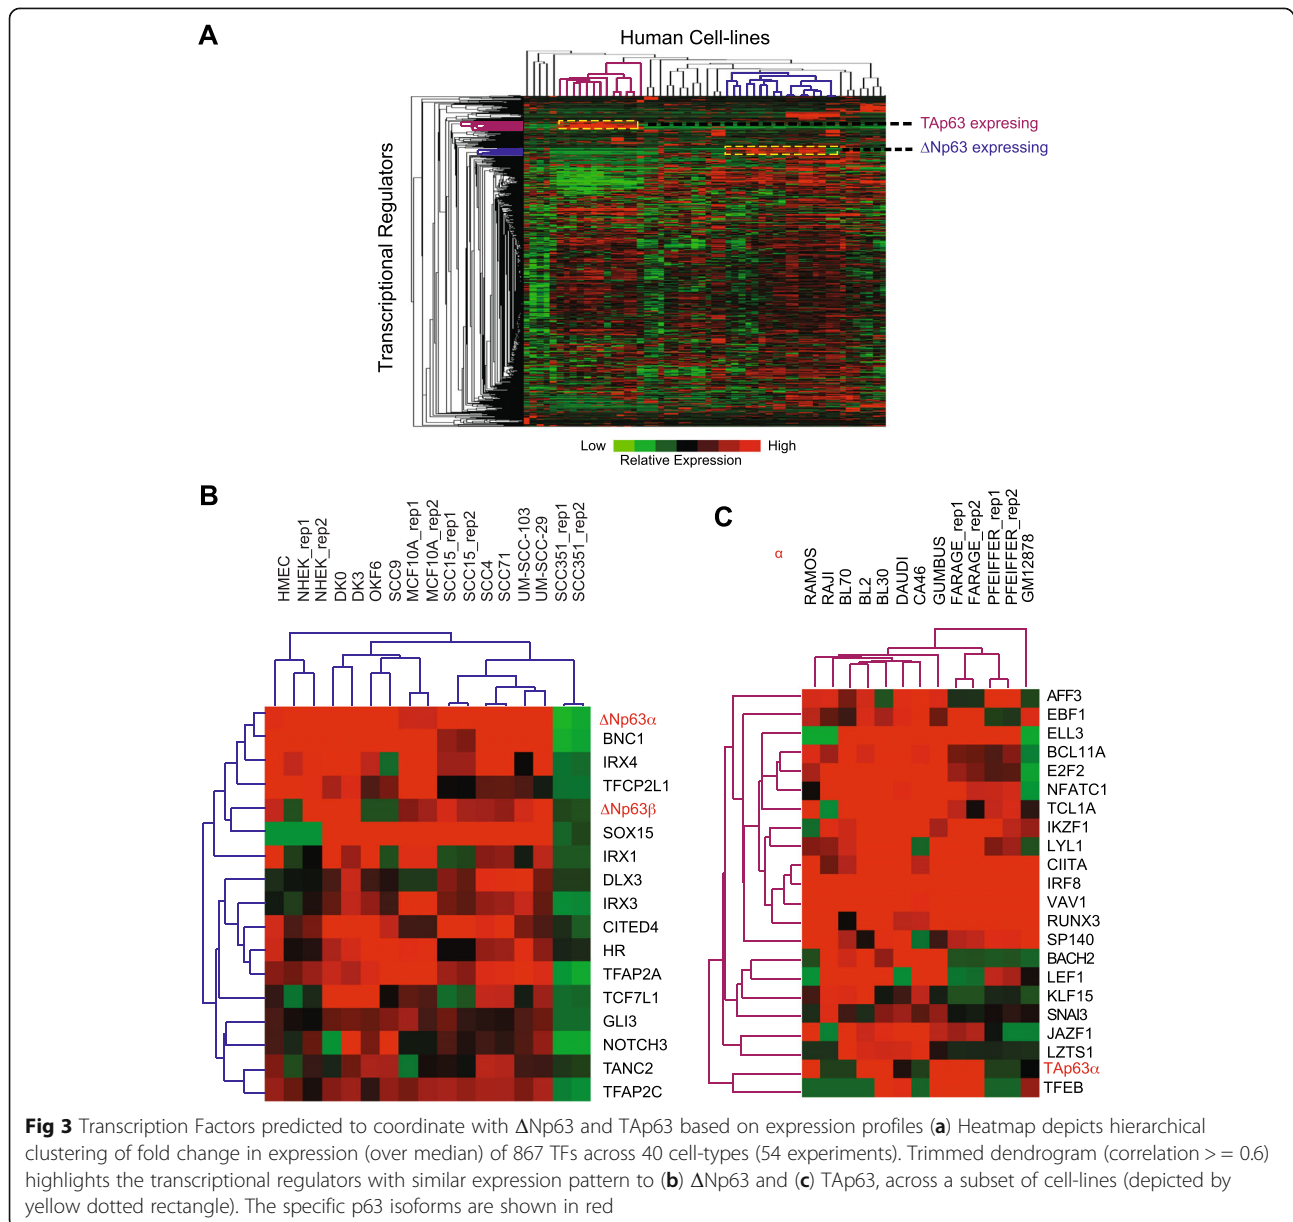 A
Human Cell-lines
Transcriptional Regulators
TAp63 expresing
ΔNp63 expressing
Low
High
Relative Expression
B
HMEC
NHEK_rep1
NHEK_rep2
DK0
DK3
OKF6
SCC9
MCF10A_rep1
MCF10A_rep2
SCC15_rep1
SCC15_rep2
SCC4
SCC71
UM-SCC-103
UM-SCC-29
SCC351_rep1
SCC351_rep2
ΔNp63α
BNC1
IRX4
TFCP2L1
ΔNp63β
SOX15
IRX1
DLX3
IRX3
CITED4
HR
TFAP2A
TCF7L1
GLI3
NOTCH3
TANC2
TFAP2C
C
α
RAMOS
RAJI
BL70
BL2
BL30
DAUDI
CA46
GUMBUS
FARAGE_rep1
FARAGE_rep2
PFEIFFER_rep1
PFEIFFER_rep2
GM12878
AFF3
EBF1
ELL3
BCL11A
E2F2
NFATC1
TCL1A
IKZF1
LYL1
CIITA
IRF8
VAV1
RUNX3
SP140
BACH2
LEF1
KLF15
SNAI3
JAZF1
LZTS1
TAp63α
TFEB
Fig 3 Transcription Factors predicted to coordinate with ΔNp63 and TAp63 based on expression profiles (a) Heatmap depicts hierarchical
clustering of fold change in expression (over median) of 867 TFs across 40 cell-types (54 experiments). Trimmed dendrogram (correlation > = 0.6)
highlights the transcriptional regulators with similar expression pattern to (b) ΔNp63 and (c) TAp63, across a subset of cell-lines (depicted by
yellow dotted rectangle). The specific p63 isoforms are shown in red